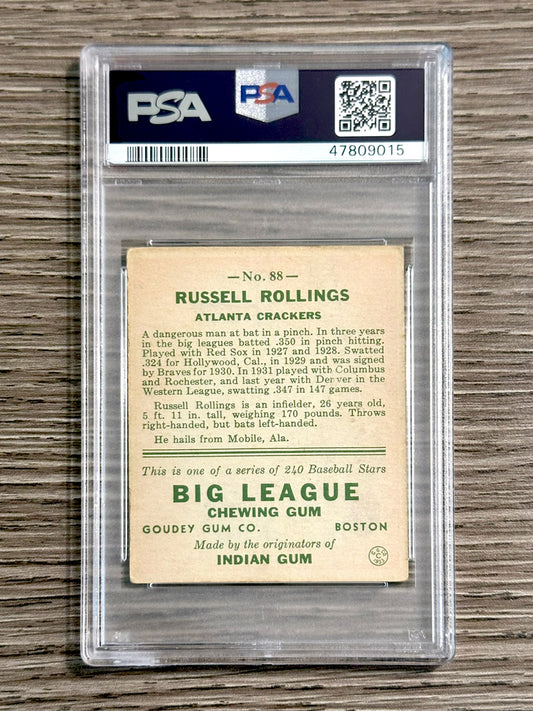 PSA
PSA
47809015
— No. 88 —
RUSSELL ROLLINGS
ATLANTA CRACKERS
A dangerous man at bat in a pinch. In three years
in the big leagues batted .350 in pinch hitting.
Played with Red Sox in 1927 and 1928. Swatted
.324 for Hollywood, Cal., in 1929 and was signed
by Braves for 1930. In 1931 played with Columbus
and Rochester, and last year with Denver in the
Western League, swatting .347 in 147 games.
Russell Rollings is an infielder, 26 years old,
5 ft. 11 in. tall, weighing 170 pounds. Throws
right-handed, but bats left-handed.
He hails from Mobile, Ala.
This is one of a series of 240 Baseball Stars
BIG LEAGUE
CHEWING GUM
GOUDEY GUM CO. BOSTON
Made by the originators of
INDIAN GUM